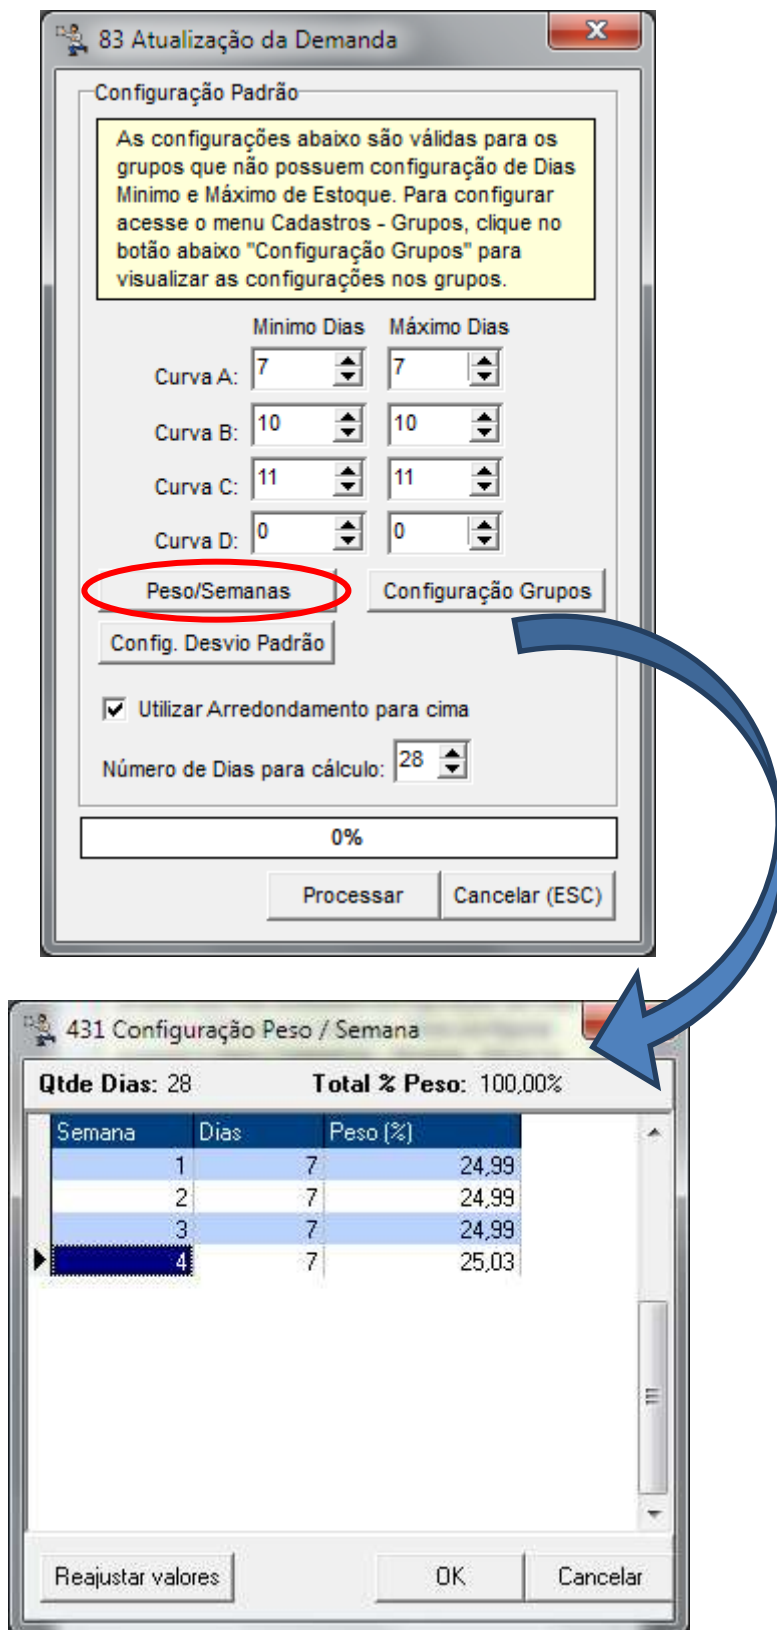 83 Atualização da Demanda
Configuração Padrão
As configurações abaixo são válidas para os
grupos que não possuem configuração de Dias
Minimo e Máximo de Estoque. Para configurar
acesse o menu Cadastros - Grupos, clique no
botão abaixo "Configuração Grupos" para
visualizar as configurações nos grupos.
Minimo Dias Máximo Dias
Curva A: 7 7
Curva B: 10 10
Curva C: 11 11
Curva D: 0 0
Peso/Semanas Configuração Grupos
Config. Desvio Padrão
Utilizar Arredondamento para cima
Número de Dias para cálculo: 28
0%
Processar Cancelar (ESC)
431 Configuração Peso / Semana
Qtde Dias: 28 Total % Peso: 100,00%
Semana Dias Peso (%)
1 7 24,99
2 7 24,99
3 7 24,99
4 7 25,03
Reajustar valores OK Cancelar